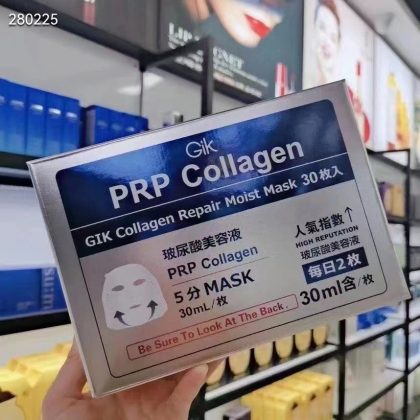 280225
Gik
PRP Collagen
GIK Collagen Repair Moist Mask 30枚入
玻尿酸美容液
PRP Collagen
5分 MASK
30mL/枚
人氣指數↑
HIGH REPUTATION
玻尿酸美容液
每日2枚
30ml含/枚
Be Sure To Look At The Back.